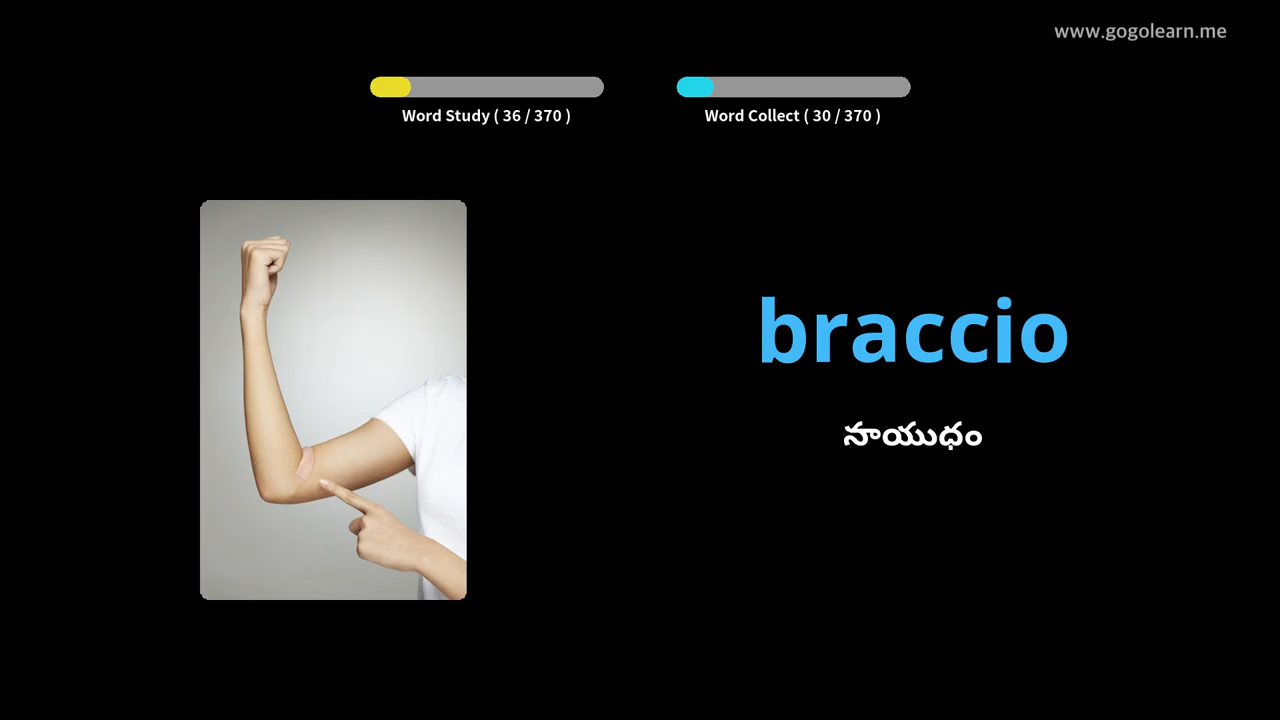 www.gogolearn.me
Word Study ( 36 / 370 )
Word Collect ( 30 / 370 )
braccio
నాయుధం